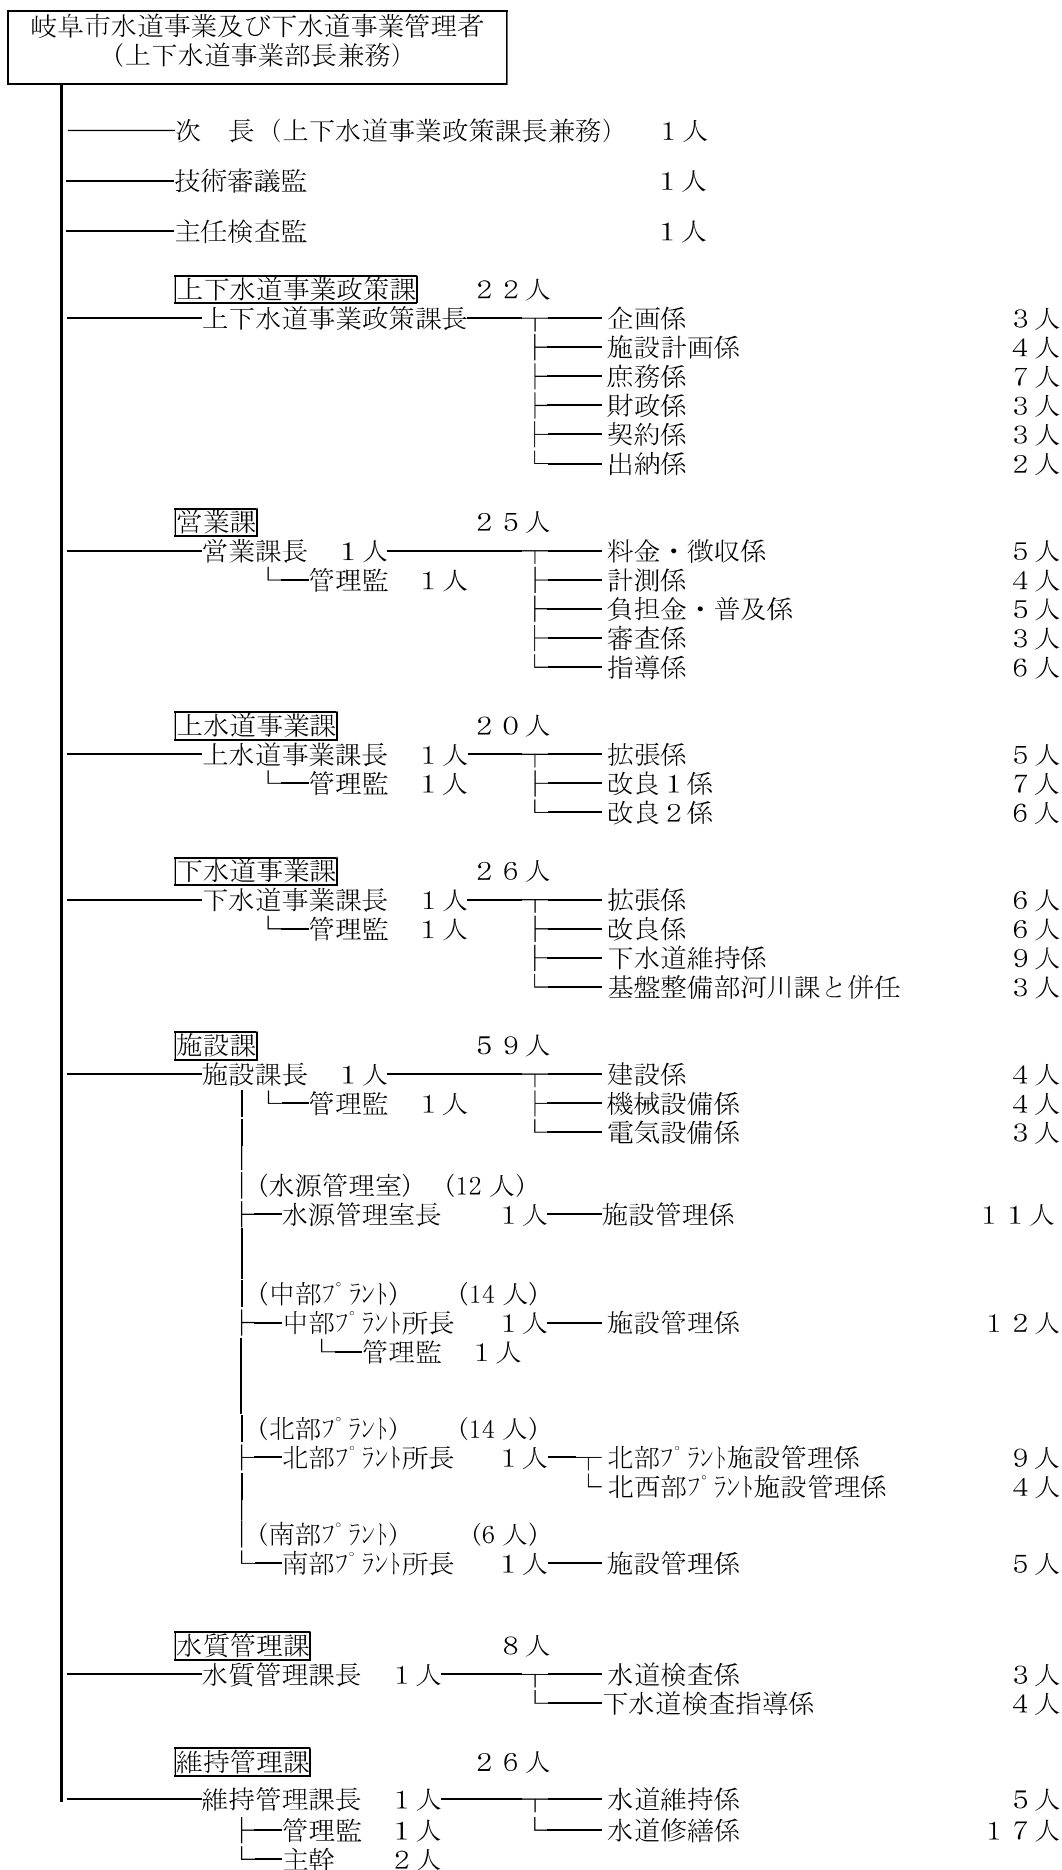 岐阜市水道事業及び下水道事業管理者
（上下水道事業部長兼務）
次　長（上下水道事業政策課長兼務）　１人
技術審議監　１人
主任検査監　１人
上下水道事業政策課　２２人
上下水道事業政策課長　企画係　３人
施設計画係　４人
庶務係　７人
財政係　３人
契約係　３人
出納係　２人
営業課　２５人
営業課長　１人　料金・徴収係　５人
管理監　１人　計測係　４人
負担金・普及係　５人
審査係　３人
指導係　６人
上水道事業課　２０人
上水道事業課長　１人　拡張係　５人
管理監　１人　改良１係　７人
改良２係　６人
下水道事業課　２６人
下水道事業課長　１人　拡張係　６人
管理監　１人　改良係　６人
下水道維持係　９人
基盤整備部河川課と併任　３人
施設課　５９人
施設課長　１人　建設係　４人
管理監　１人　機械設備係　４人
電気設備係　３人
(水源管理室)　(12 人)
水源管理室長　１人　施設管理係　１１人
(中部ﾌﾟﾗﾝﾄ)　(14 人)
中部ﾌﾟﾗﾝﾄ所長　１人　施設管理係　１２人
管理監　１人
(北部ﾌﾟﾗﾝﾄ)　(14 人)
北部ﾌﾟﾗﾝﾄ所長　１人　北部ﾌﾟﾗﾝﾄ施設管理係　９人
北西部ﾌﾟﾗﾝﾄ施設管理係　４人
(南部ﾌﾟﾗﾝﾄ)　(6 人)
南部ﾌﾟﾗﾝﾄ所長　１人　施設管理係　５人
水質管理課　８人
水質管理課長　１人　水道検査係　３人
下水道検査指導係　４人
維持管理課　２６人
維持管理課長　１人　水道維持係　５人
管理監　１人　水道修繕係　１７人
主幹　２人